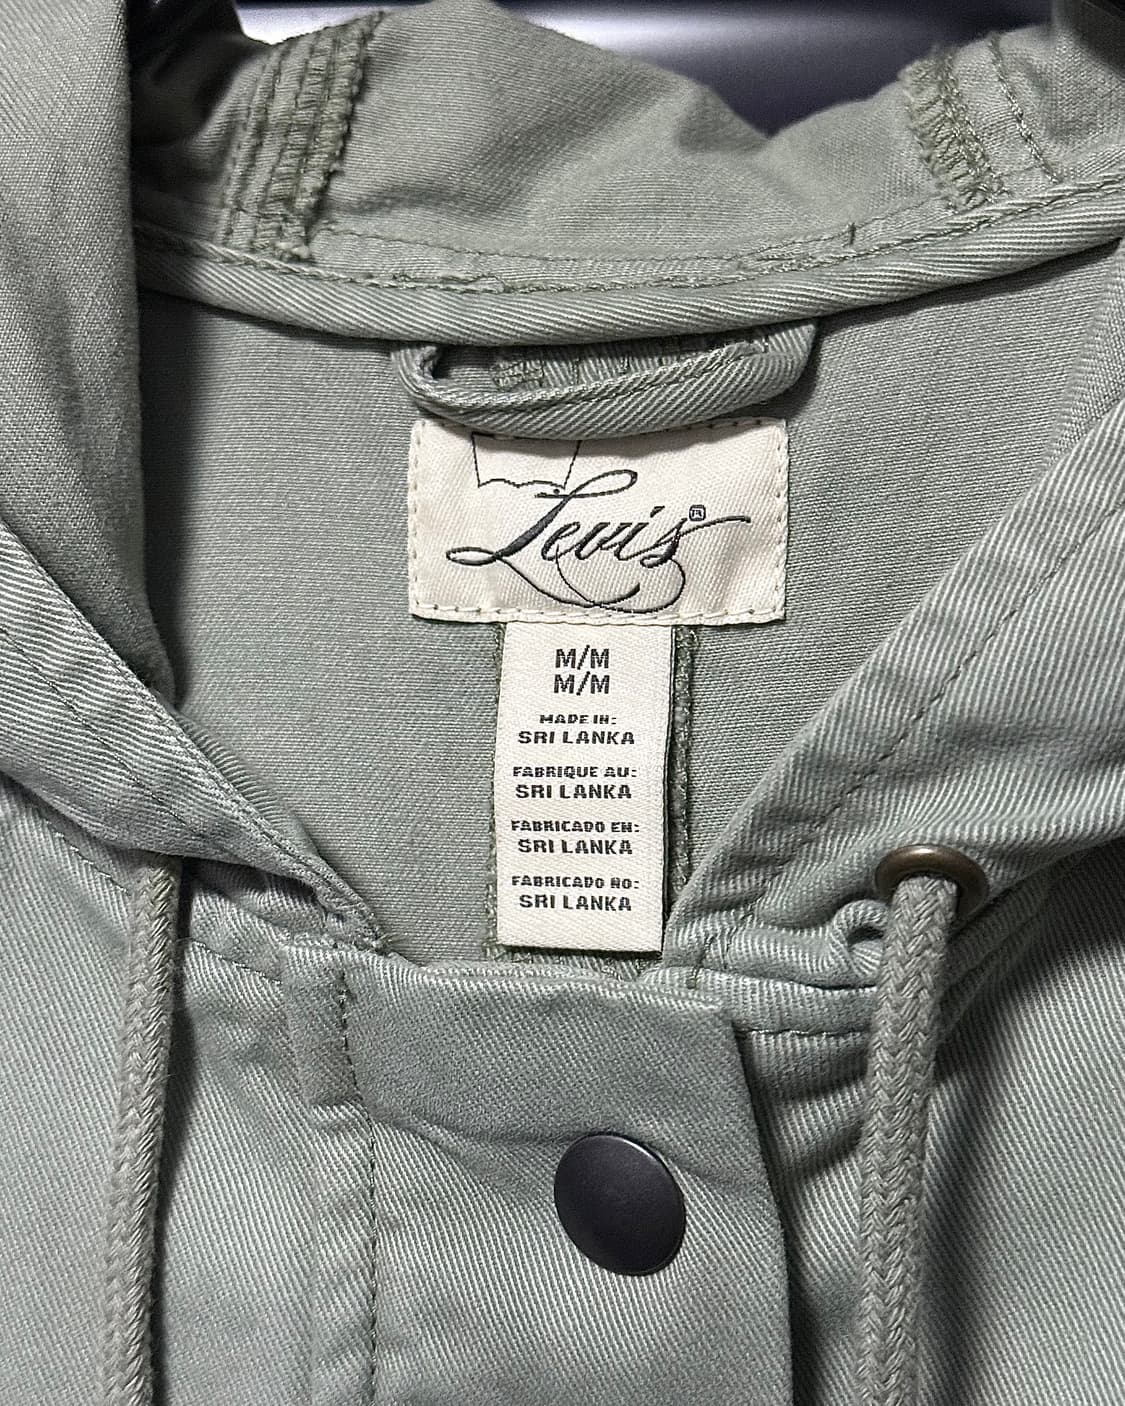 Levi's®
M/M
M/M
MADE IN:
SRI LANKA
FABRIQUE AU:
SRI LANKA
FABRICADO EN:
SRI LANKA
FABRICADO NO:
SRI LANKA